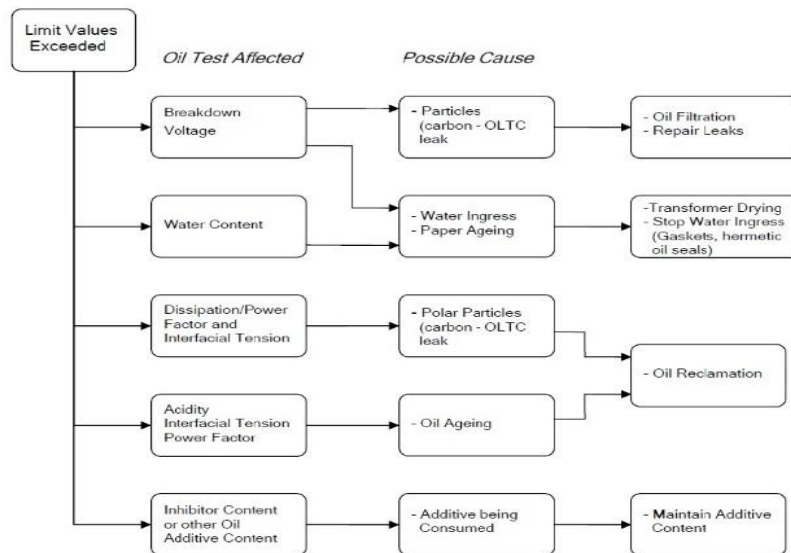 Limit Values
Exceeded
Oil Test Affected
Possible Cause
Breakdown
Voltage
- Particles
(carbon - OLTC
leak
- Oil Filtration
- Repair Leaks
Water Content
- Water Ingress
- Paper Ageing
-Transformer Drying
- Stop Water Ingress
(Gaskets, hermetic
oil seals)
Dissipation/Power
Factor and
Interfacial Tension
- Polar Particles
(carbon - OLTC
leak
- Oil Reclamation
Acidity
Interfacial Tension
Power Factor
- Oil Ageing
Inhibitor Content
or other Oil
Additive Content
- Additive being
Consumed
- Maintain Additive
Content